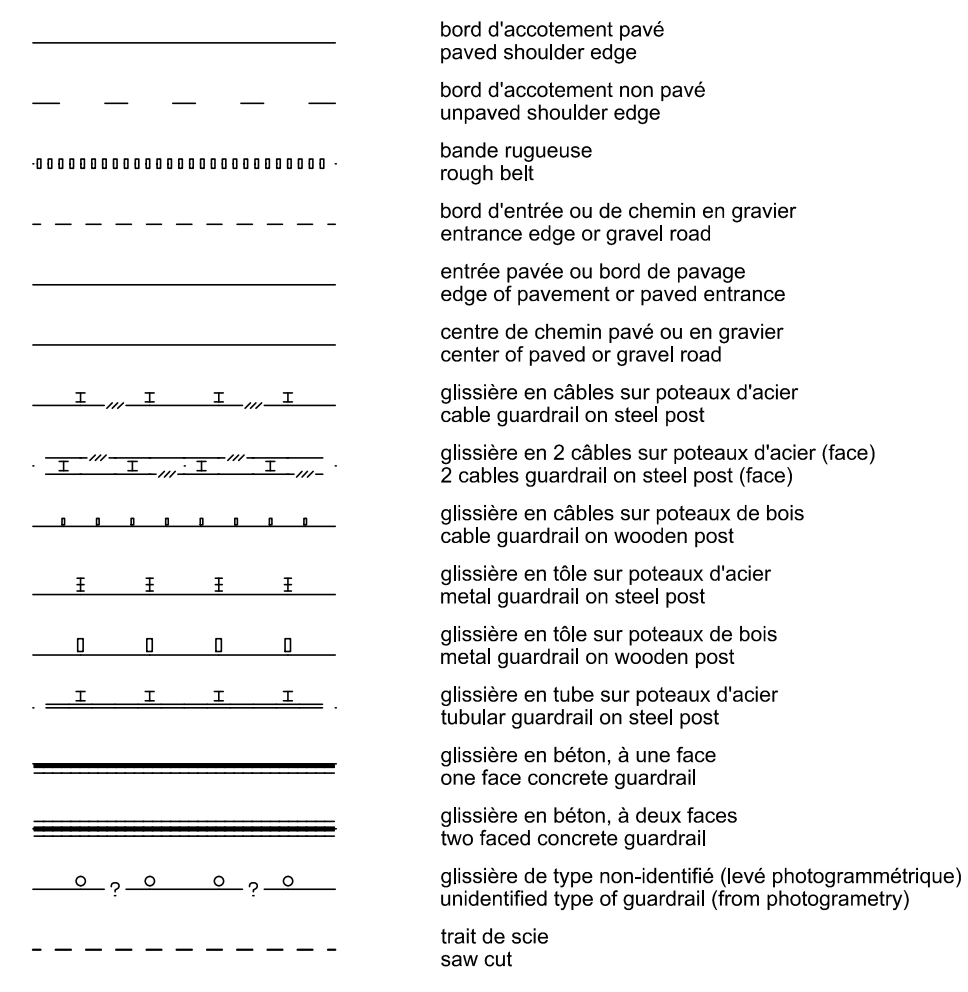 bord d'accotement pavé
paved shoulder edge
bord d'accotement non pavé
unpaved shoulder edge
bande rugueuse
rough belt
bord d'entrée ou de chemin en gravier
entrance edge or gravel road
entrée pavée ou bord de pavage
edge of pavement or paved entrance
centre de chemin pavé ou en gravier
center of paved or gravel road
glissière en câbles sur poteaux d'acier
cable guardrail on steel post
glissière en 2 câbles sur poteaux d'acier (face)
2 cables guardrail on steel post (face)
glissière en câbles sur poteaux de bois
cable guardrail on wooden post
glissière en tôle sur poteaux d'acier
metal guardrail on steel post
glissière en tôle sur poteaux de bois
metal guardrail on wooden post
glissière en tube sur poteaux d'acier
tubular guardrail on steel post
glissière en béton, à une face
one face concrete guardrail
glissière en béton, à deux faces
two faced concrete guardrail
? ?
glissière de type non-identifié (levé photogrammétrique)
unidentified type of guardrail (from photogrametry)
trait de scie
saw cut